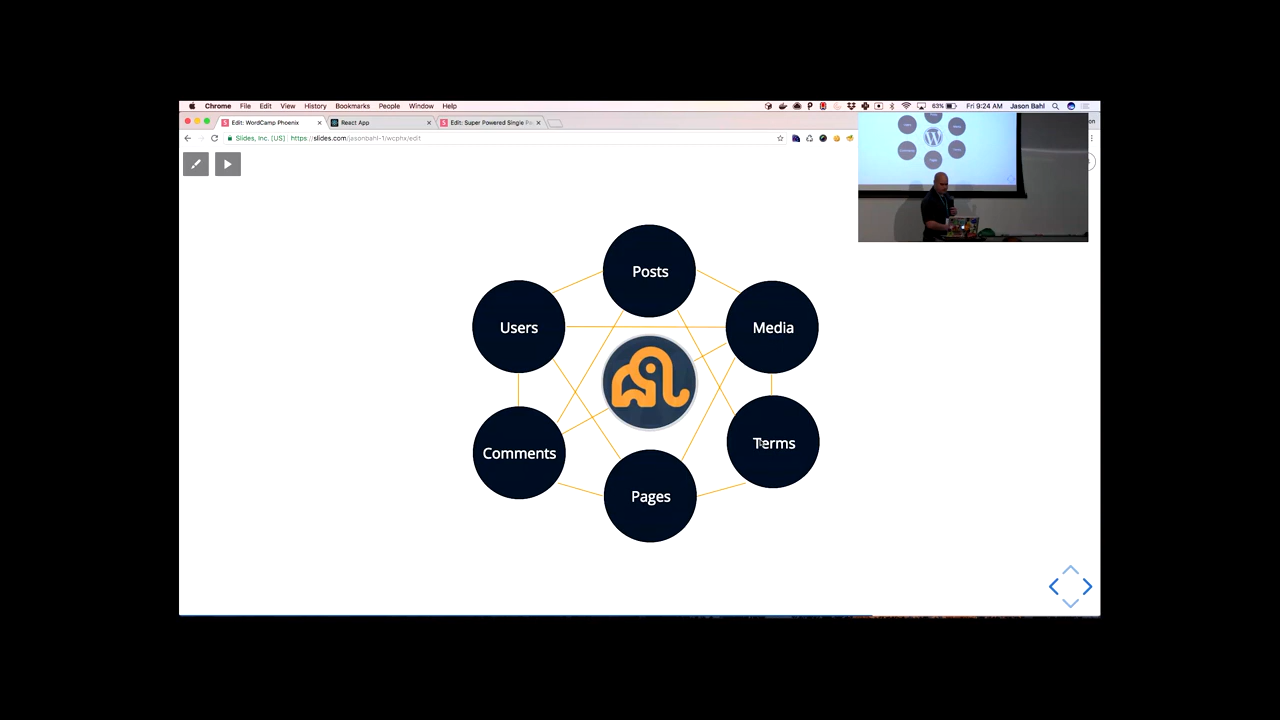 Chrome File Edit View History Bookmarks People Window Help 63% Fri 9:24 AM Jason Bahl
Edit: WordCamp Phoenix React App Edit: Super Powered Single P
Slides, Inc. [US] https://slides.com/jasonbahl-1/wcphx/edit
Posts
Users
Media
Comments
Terms
Pages